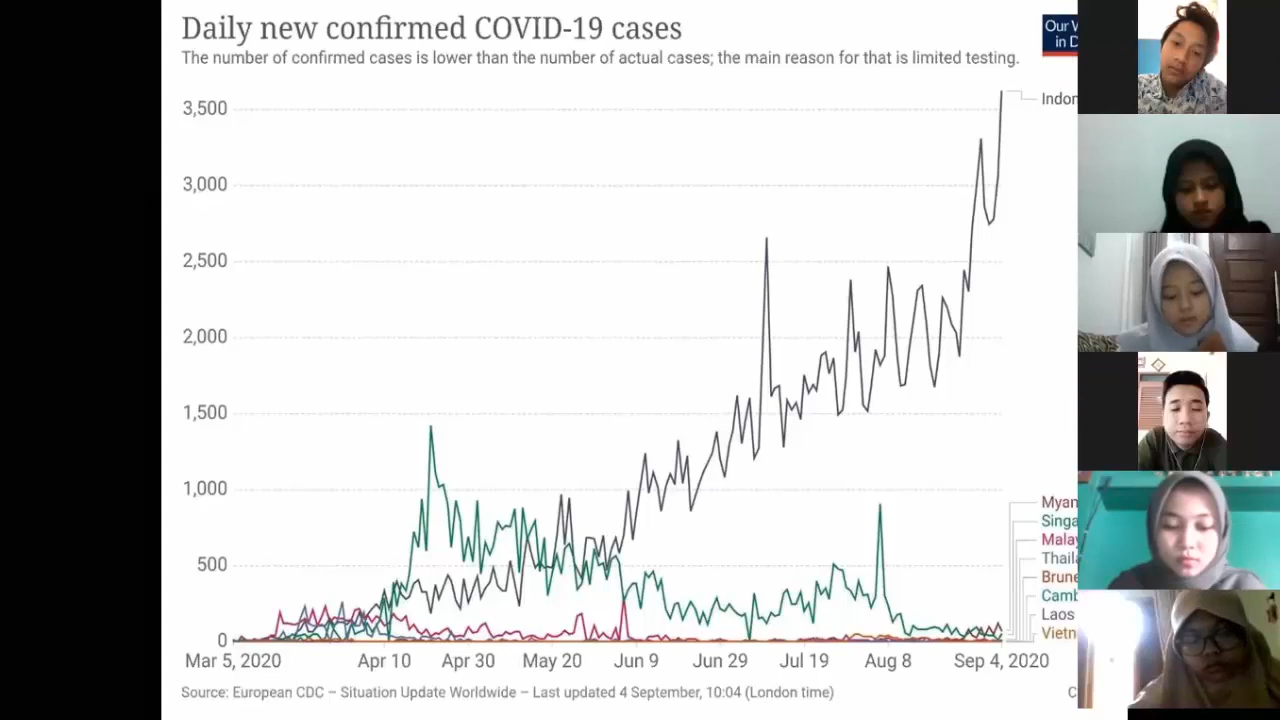 Daily new confirmed COVID-19 cases
Our W
in D
The number of confirmed cases is lower than the number of actual cases; the main reason for that is limited testing.
3,500
Indon
3,000
2,500
2,000
1,500
1,000
500
0
Myan
Singa
Malay
Thaila
Brune
Camb
Laos
Vietn
Mar 5, 2020
Apr 10
Apr 30
May 20
Jun 9
Jun 29
Jul 19
Aug 8
Sep 4, 2020
Source: European CDC – Situation Update Worldwide – Last updated 4 September, 10:04 (London time)
C